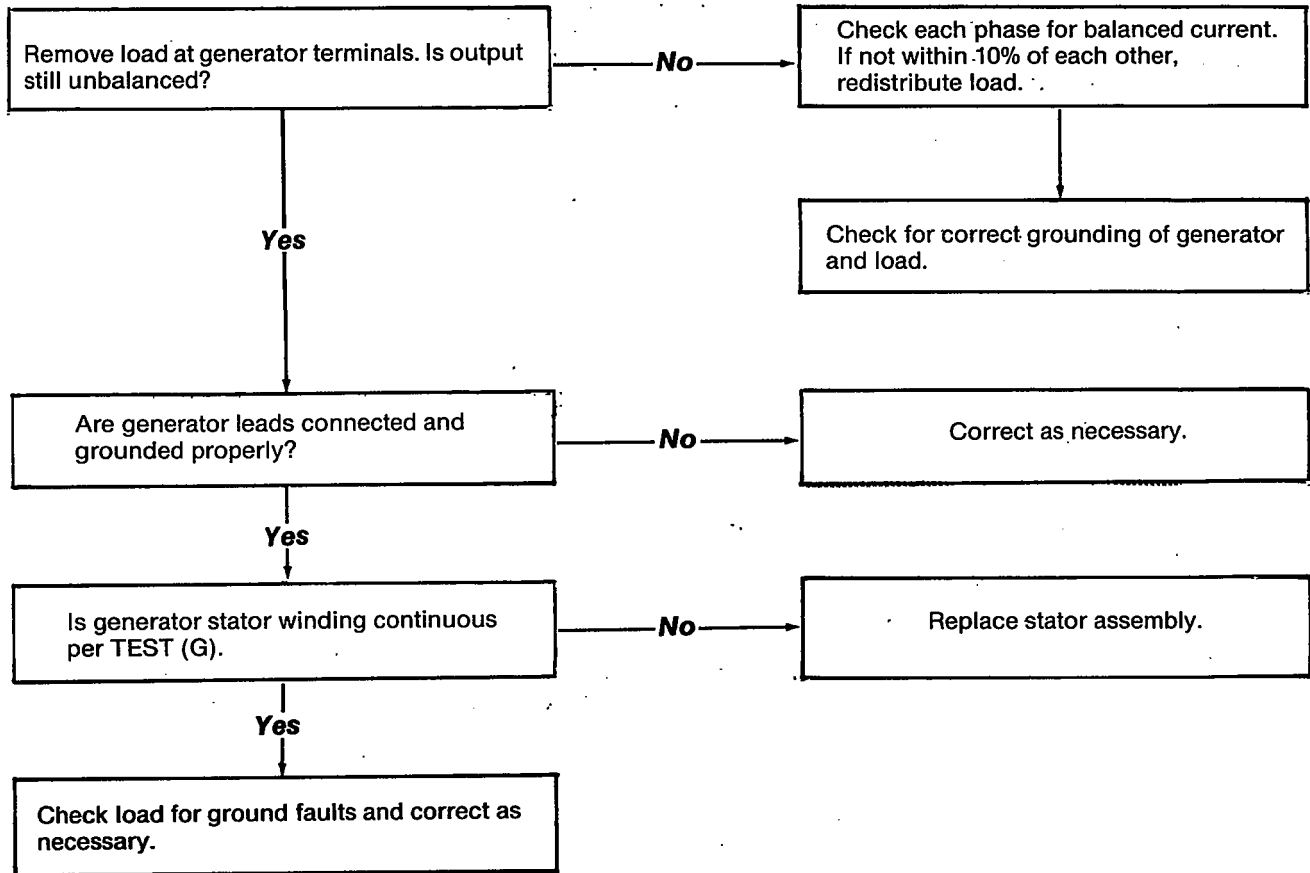 Remove load at generator terminals. Is output
still unbalanced?
No
Check each phase for balanced current.
If not within 10% of each other,
redistribute load.
Yes
Check for correct grounding of generator
and load.
Are generator leads connected and
grounded properly?
No
Correct as necessary.
Yes
Is generator stator winding continuous
per TEST (G).
No
Replace stator assembly.
Yes
Check load for ground faults and correct as
necessary.